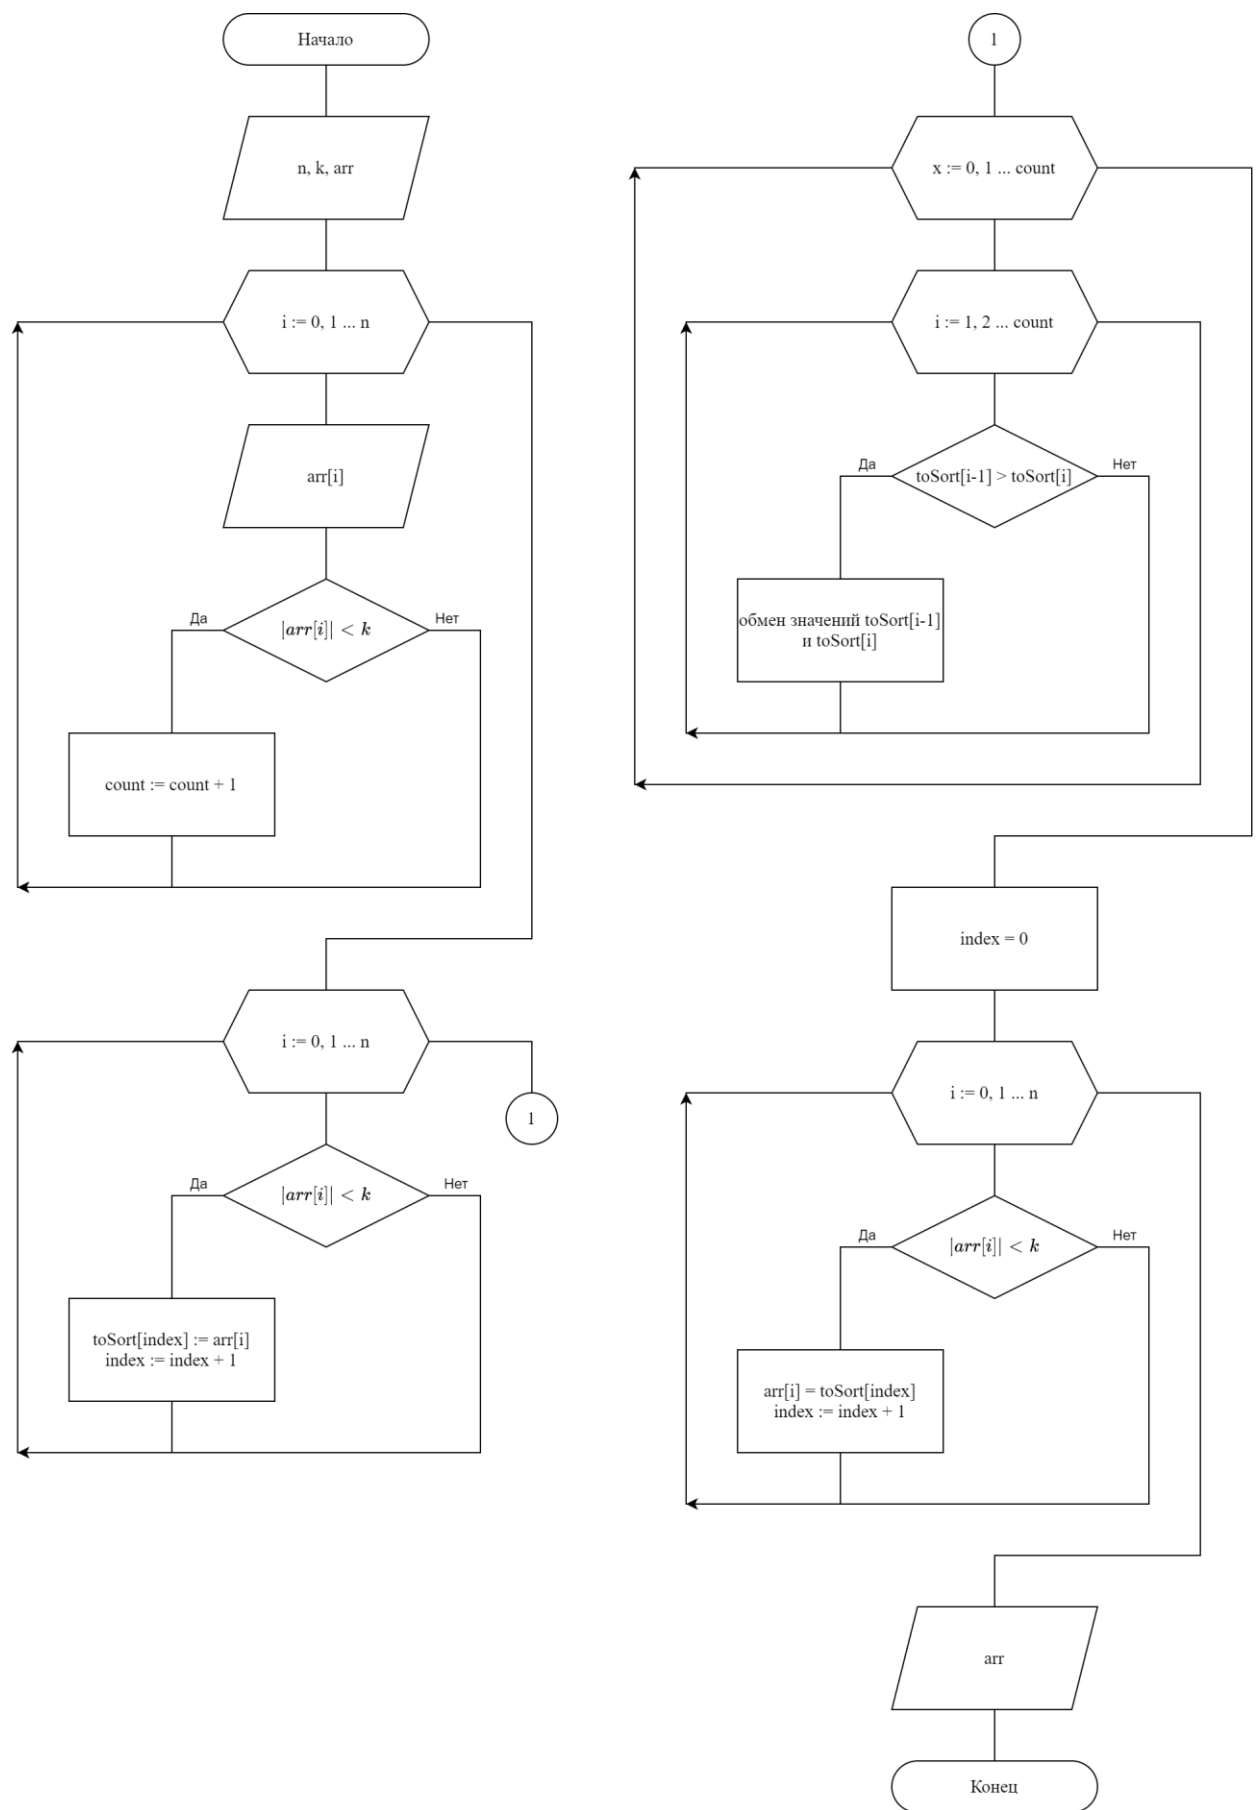 Начало
n, k, arr
i := 0, 1 ... n
arr[i]
Да
|arr[i]| < k
Нет
count := count + 1
i := 0, 1 ... n
1
Да
|arr[i]| < k
Нет
toSort[index] := arr[i]
index := index + 1
1
x := 0, 1 ... count
i := 1, 2 ... count
Да
toSort[i-1] > toSort[i]
Нет
обмен значений toSort[i-1]
и toSort[i]
index = 0
i := 0, 1 ... n
Да
|arr[i]| < k
Нет
arr[i] = toSort[index]
index := index + 1
arr
Конец